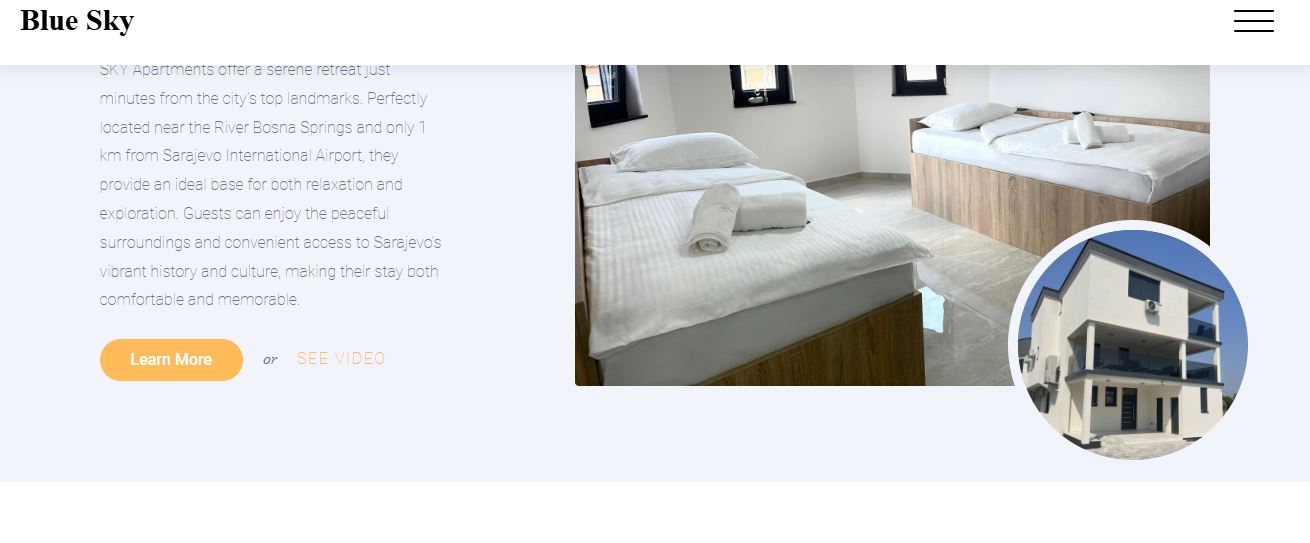 Blue Sky
SKY Apartments offer a serene retreat just
minutes from the city's top landmarks. Perfectly
located near the River Bosna Springs and only 1
km from Sarajevo International Airport, they
provide an ideal base for both relaxation and
exploration. Guests can enjoy the peaceful
surroundings and convenient access to Sarajevo's
vibrant history and culture, making their stay both
comfortable and memorable.
Learn More or SEE VIDEO